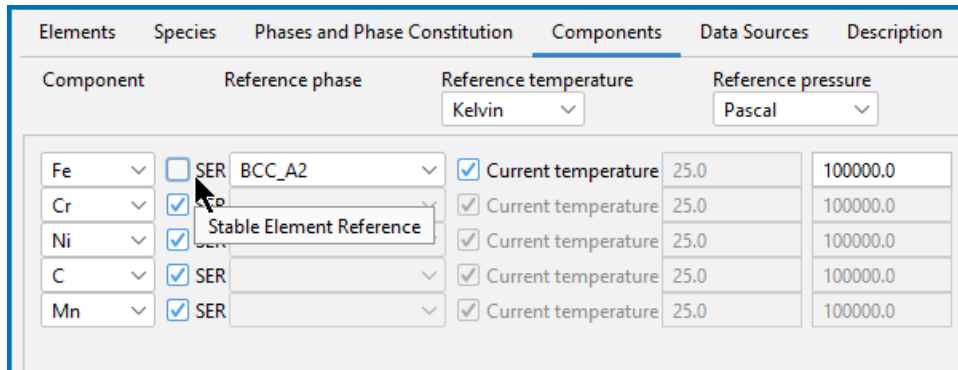 Elements Species Phases and Phase Constitution Components Data Sources Description
Component Reference phase Reference temperature Reference pressure
Kelvin Pascal
Fe SER BCC_A2 Current temperature 25.0 100000.0
Cr Current temperature 25.0 100000.0
Stable Element Reference
Ni Current temperature 25.0 100000.0
C SER Current temperature 25.0 100000.0
Mn SER Current temperature 25.0 100000.0